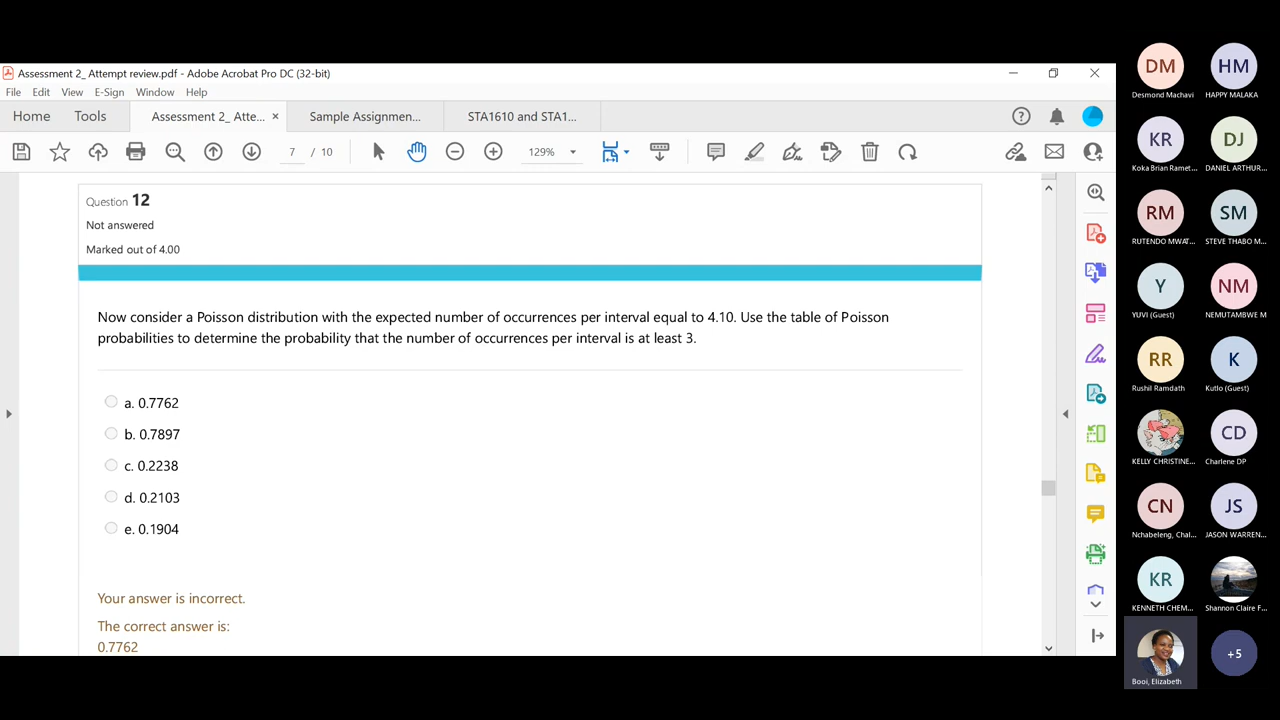 Assessment 2_ Attempt review.pdf - Adobe Acrobat Pro DC (32-bit)
File Edit View E-Sign Window Help
Home Tools Assessment 2_ Atte... × Sample Assignmen... STA1610 and STA1...
7 / 10 129%
Question 12
Not answered
Marked out of 4.00
Now consider a Poisson distribution with the expected number of occurrences per interval equal to 4.10. Use the table of Poisson
probabilities to determine the probability that the number of occurrences per interval is at least 3.
a. 0.7762
b. 0.7897
c. 0.2238
d. 0.2103
e. 0.1904
Your answer is incorrect.
The correct answer is:
0.7762
DM HM
Desmond Machavi HAPPY MALAKA
KR DJ
Koka Brian Ramet... DANIEL ARTHUR...
RM SM
RUTENDO MWAT... STEVE THABO M...
Y NM
YUVI (Guest) NEMUTAMBWE M
RR K
Rushil Ramdath Kutlo (Guest)
CD
KELLY CHRISTINE... Charlene DP
CN JS
Nchabeleng, Chal... JASON WARREN...
KR
KENNETH CHEM... Shannon Claire F...
+5
Booi, Elizabeth